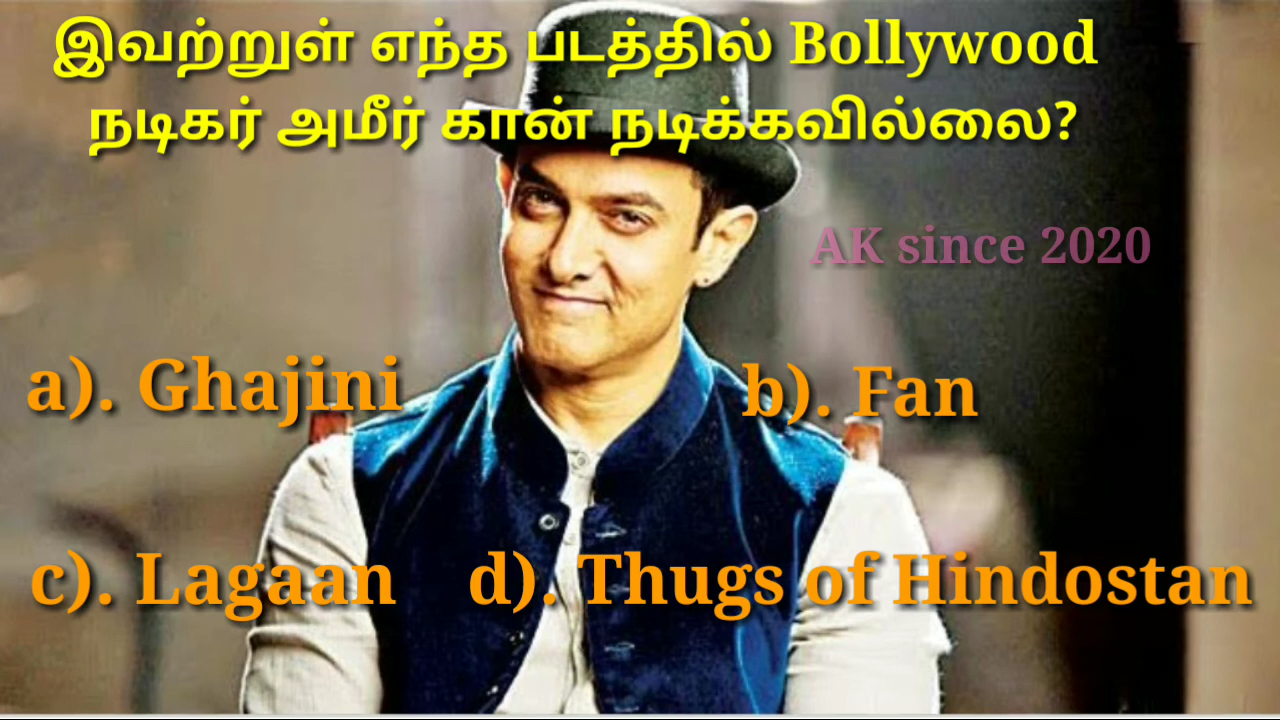 இவற்றுள் எந்த படத்தில் Bollywood
நடிகர் அமீர் கான் நடிக்கவில்லை?
AK since 2020
a). Ghajini
b). Fan
c). Lagaan
d). Thugs of Hindostan